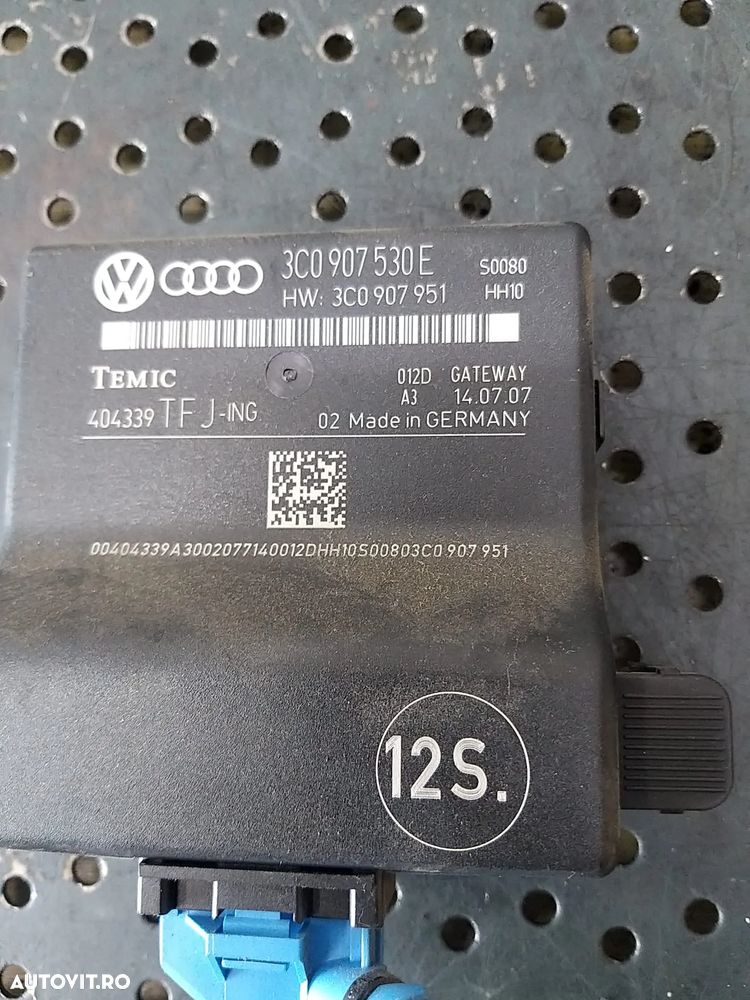 3C0 907 530 E S0080
HW: 3C0 907 951 HH10
TEMIC 012D GATEWAY
A3 14.07.07
404339 TFJ-ING 02 Made in GERMANY
00404339A3002077140012DHH10S00803C0 907 951
12S.
AUTOVIT.RO